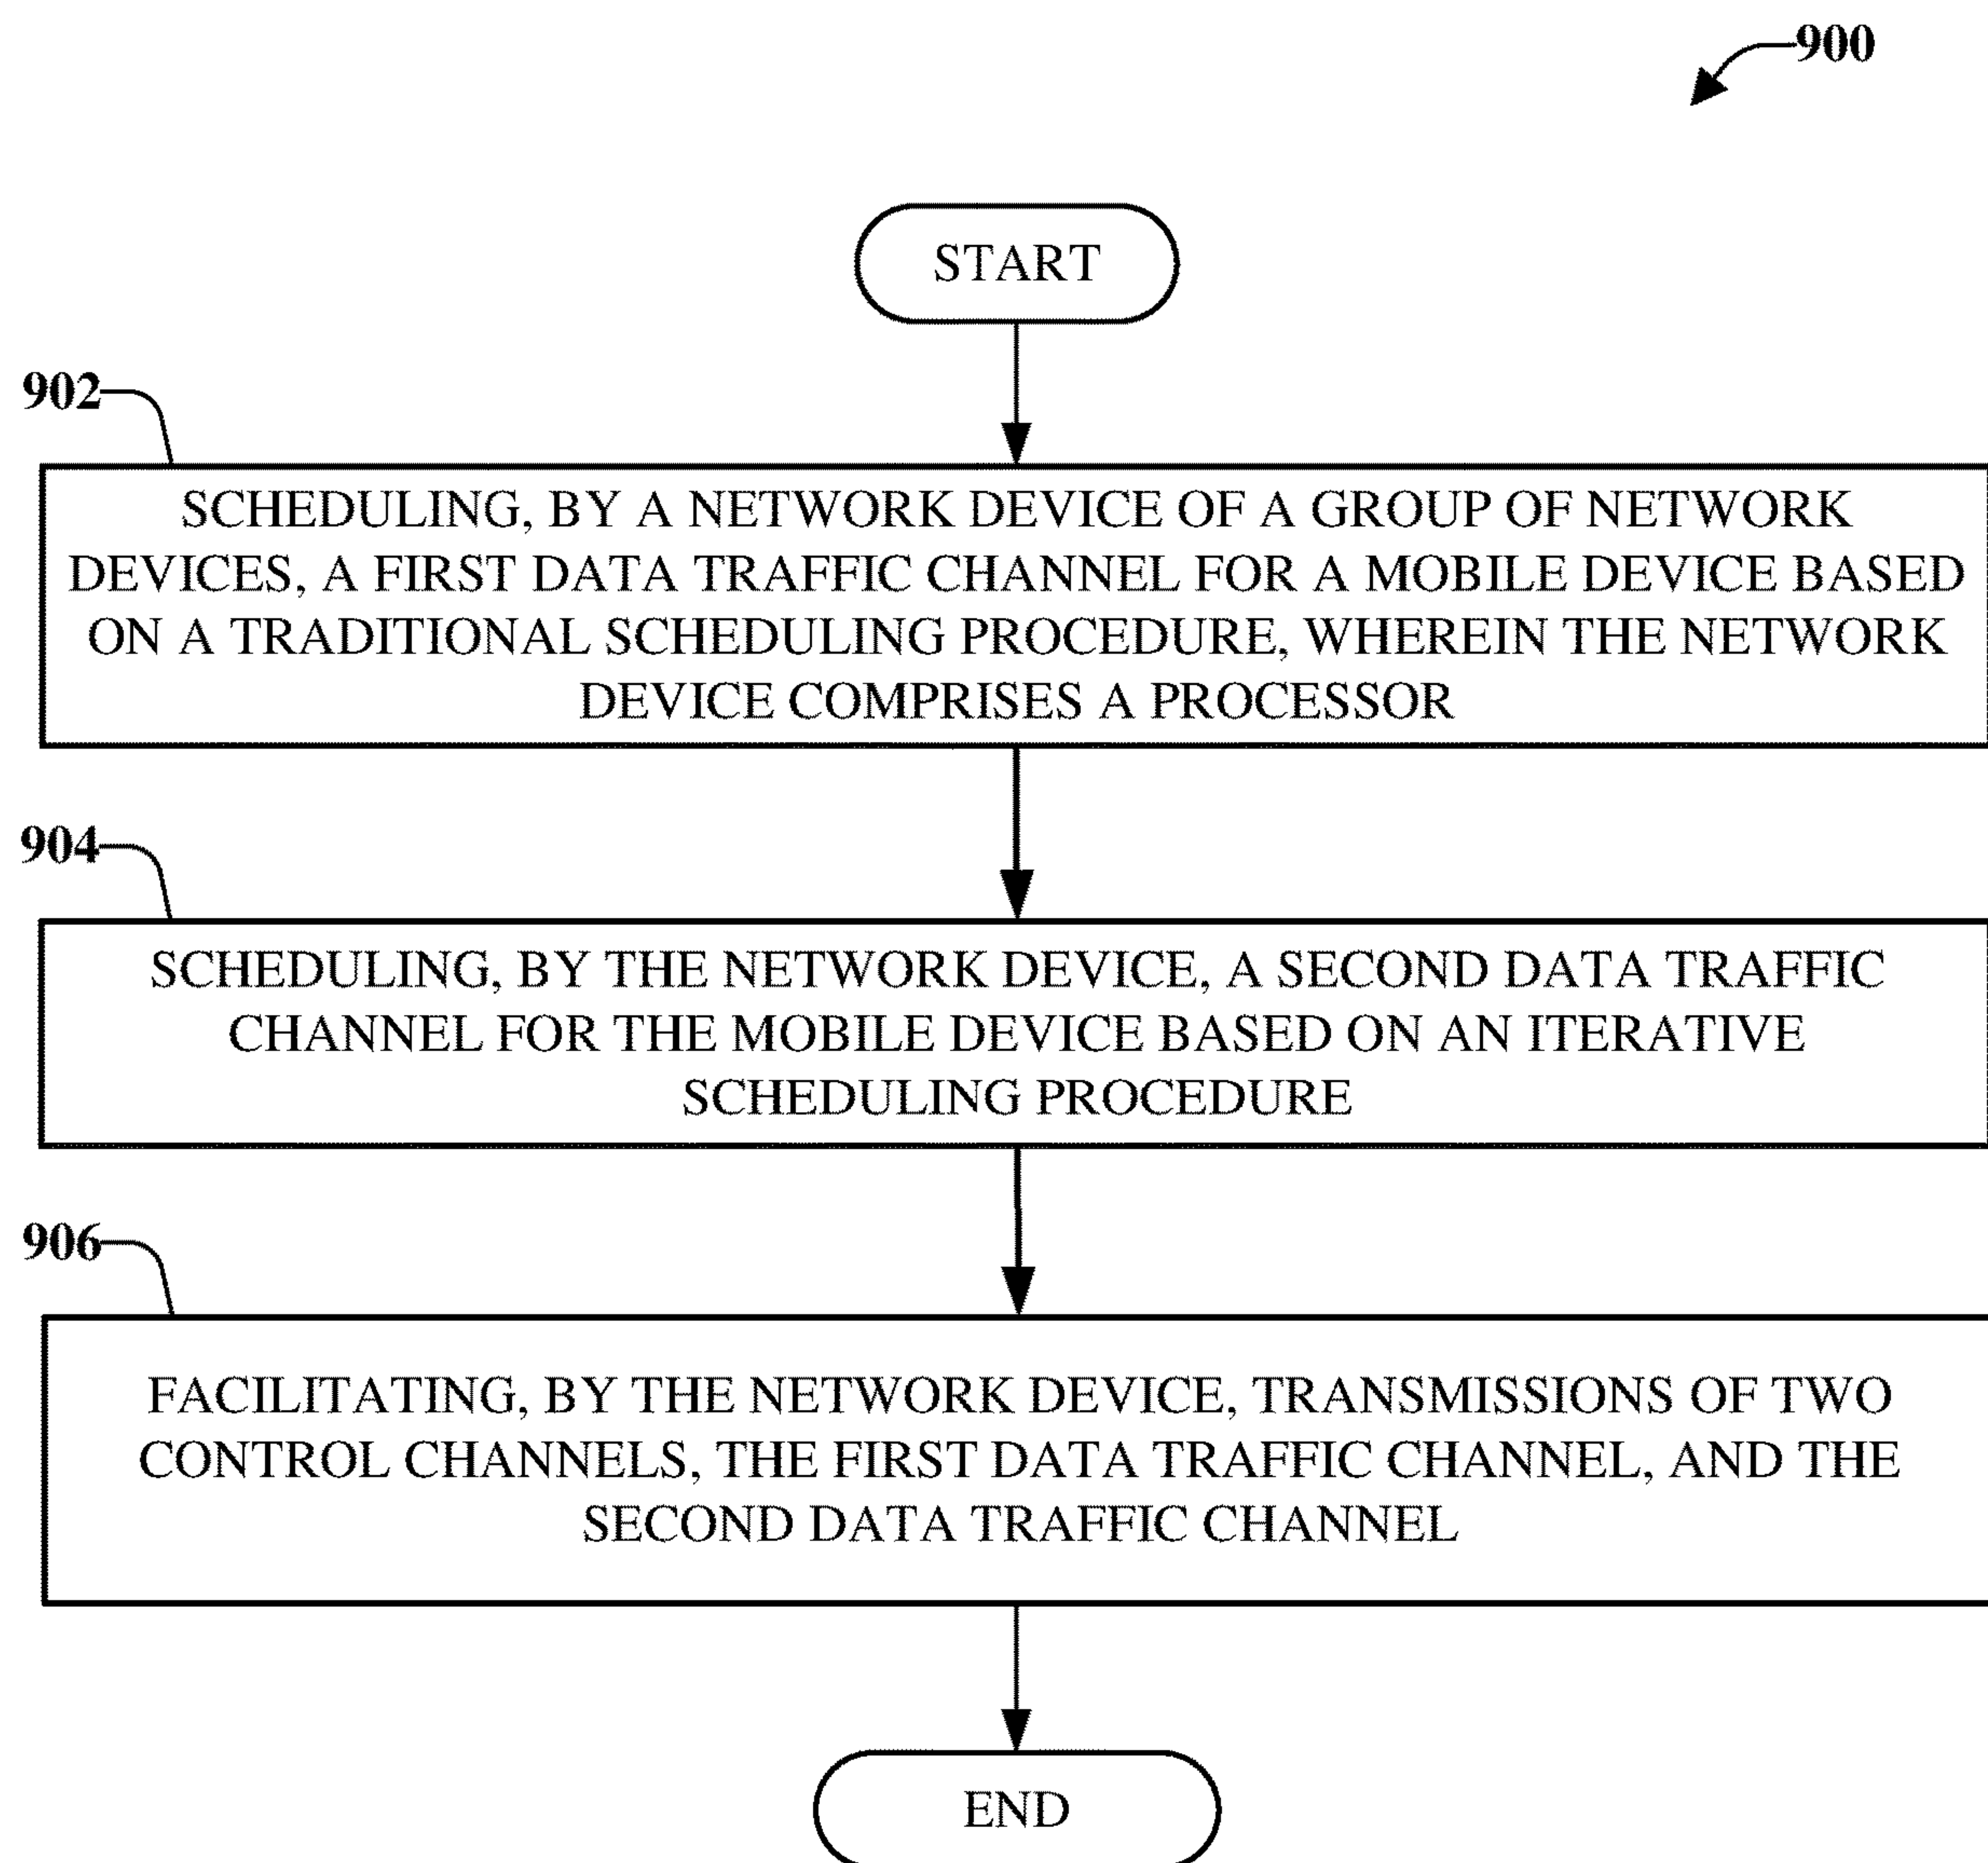 900
START
902
SCHEDULING, BY A NETWORK DEVICE OF A GROUP OF NETWORK
DEVICES, A FIRST DATA TRAFFIC CHANNEL FOR A MOBILE DEVICE BASED
ON A TRADITIONAL SCHEDULING PROCEDURE, WHEREIN THE NETWORK
DEVICE COMPRISES A PROCESSOR
904
SCHEDULING, BY THE NETWORK DEVICE, A SECOND DATA TRAFFIC
CHANNEL FOR THE MOBILE DEVICE BASED ON AN ITERATIVE
SCHEDULING PROCEDURE
906
FACILITATING, BY THE NETWORK DEVICE, TRANSMISSIONS OF TWO
CONTROL CHANNELS, THE FIRST DATA TRAFFIC CHANNEL, AND THE
SECOND DATA TRAFFIC CHANNEL
END